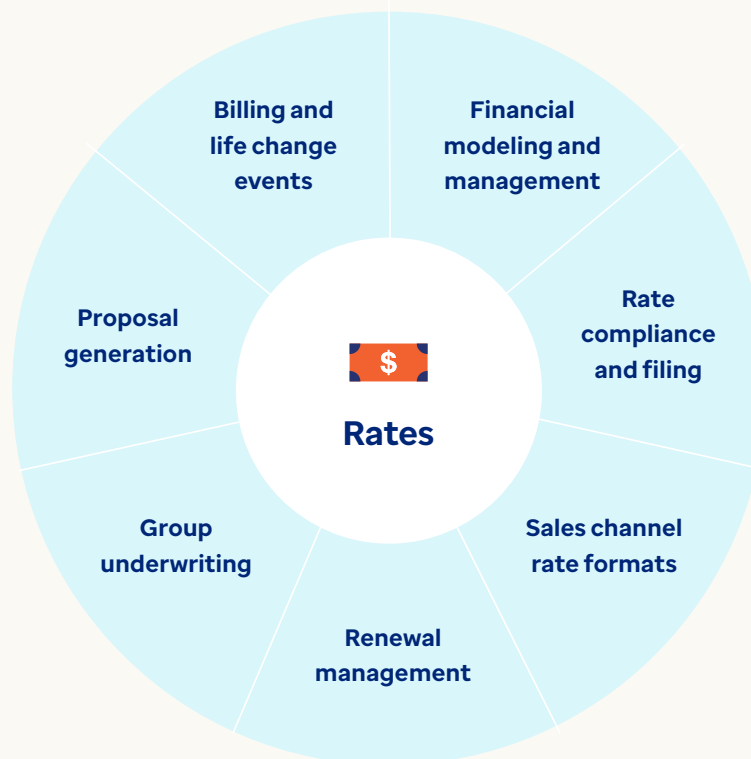 Billing and
life change
events
Financial
modeling and
management
Rate
compliance
and filing
Sales channel
rate formats
Renewal
management
Group
underwriting
Proposal
generation
$
Rates